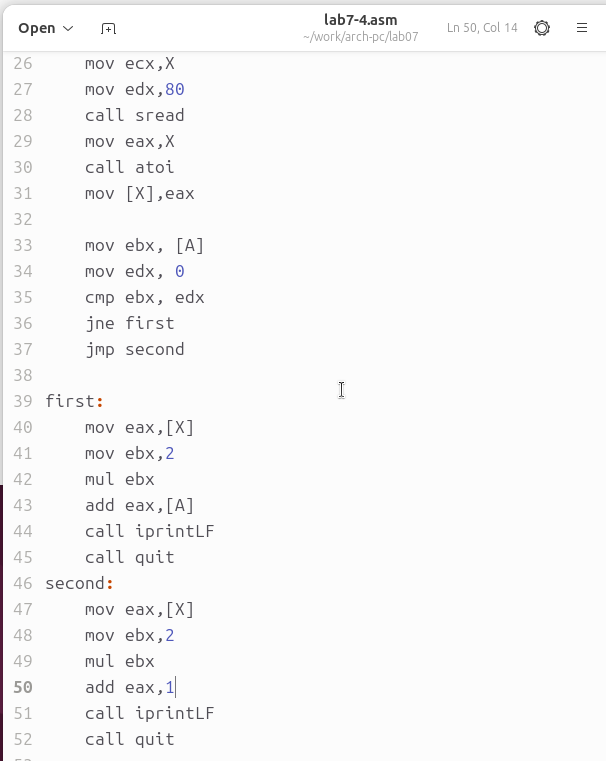 Open
lab7-4.asm
~/work/arch-pc/lab07
Ln 50, Col 14
26 mov ecx,X
27 mov edx,80
28 call sread
29 mov eax,X
30 call atoi
31 mov [X],eax
32
33 mov ebx, [A]
34 mov edx, 0
35 cmp ebx, edx
36 jne first
37 jmp second
38
39 first:
40 mov eax,[X]
41 mov ebx,2
42 mul ebx
43 add eax,[A]
44 call iprintLF
45 call quit
46 second:
47 mov eax,[X]
48 mov ebx,2
49 mul ebx
50 add eax,1
51 call iprintLF
52 call quit